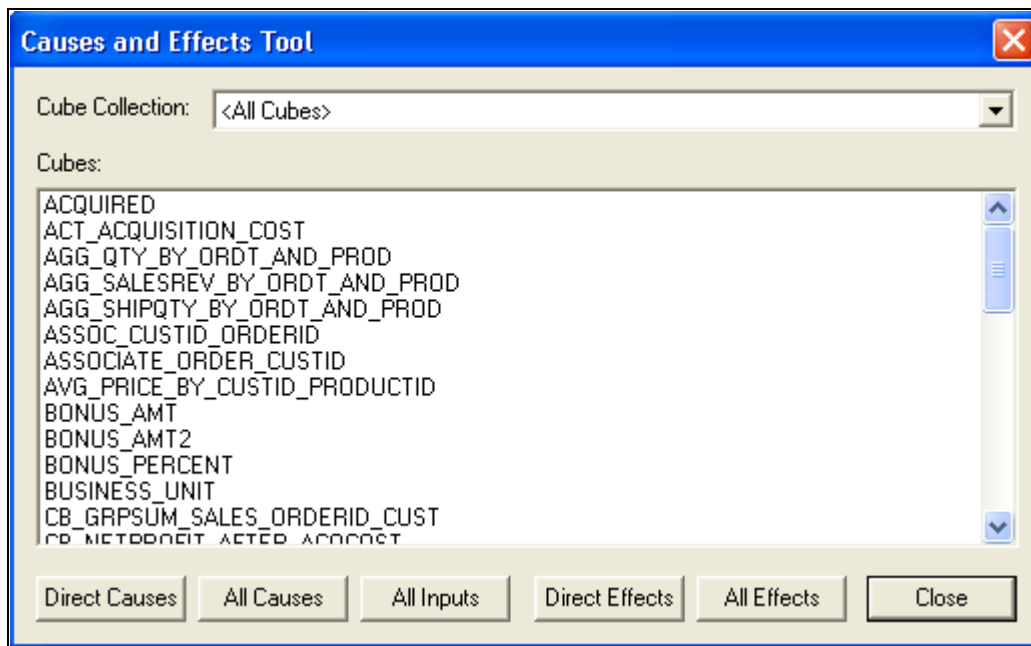 Causes and Effects Tool
Cube Collection: <All Cubes>
Cubes:
ACQUIRED
ACT_ACQUISITION_COST
AGG_QTY_BY_ORDT_AND_PROD
AGG_SALESREV_BY_ORDT_AND_PROD
AGG_SHIPQTY_BY_ORDT_AND_PROD
ASSOC_CUSTID_ORDERID
ASSOCIATE_ORDER_CUSTID
AVG_PRICE_BY_CUSTID_PRODUCTID
BONUS_AMT
BONUS_AMT2
BONUS_PERCENT
BUSINESS_UNIT
CB_GRPSUM_SALES_ORDERID_CUST
CB_NETPROFIT_AFTER_ACQCOST
Direct Causes All Causes All Inputs Direct Effects All Effects Close